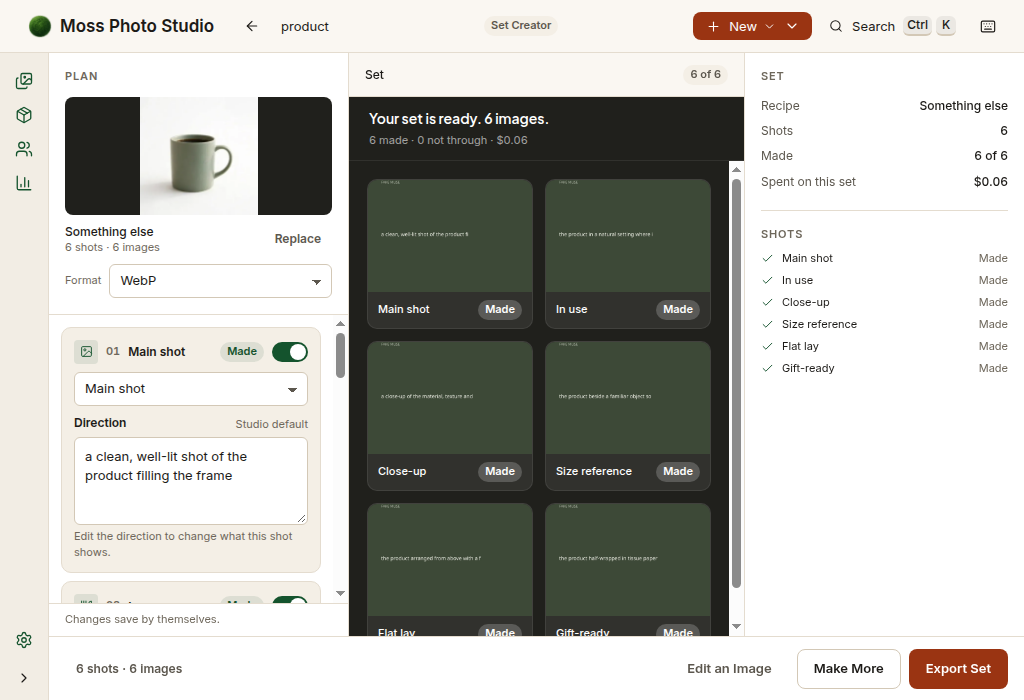 Moss Photo Studio
product
Set Creator
New
Search
Ctrl
K
PLAN
Something else
6 shots · 6 images
Replace
Format
WebP
01
Main shot
Made
Main shot
Direction
Studio default
a clean, well-lit shot of the
product filling the frame
Edit the direction to change what this shot
shows.
Changes save by themselves.
Set
6 of 6
Your set is ready. 6 images.
6 made · 0 not through · $0.06
a clean, well-lit shot of the product fi
Main shot
Made
the product in a natural setting where i
In use
Made
a close-up of the material, texture and
Close-up
Made
the product beside a familiar object so
Size reference
Made
the product arranged from above with a f
Flat lay
Made
the product half-wrapped in tissue paper
Gift-ready
Made
SET
Recipe
Something else
Shots
6
Made
6 of 6
Spent on this set
$0.06
SHOTS
Main shot
Made
In use
Made
Close-up
Made
Size reference
Made
Flat lay
Made
Gift-ready
Made
6 shots · 6 images
Edit an Image
Make More
Export Set